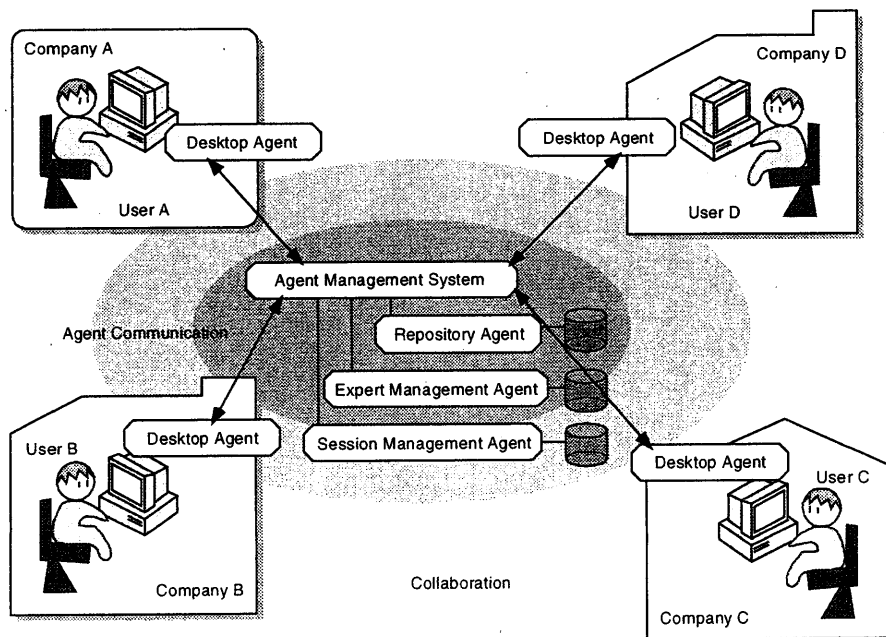 Company A
Desktop Agent
User A
Company D
Desktop Agent
User D
Agent Management System
Agent Communication
Repository Agent
Expert Management Agent
Session Management Agent
User B
Desktop Agent
Company B
Desktop Agent
User C
Company C
Collaboration